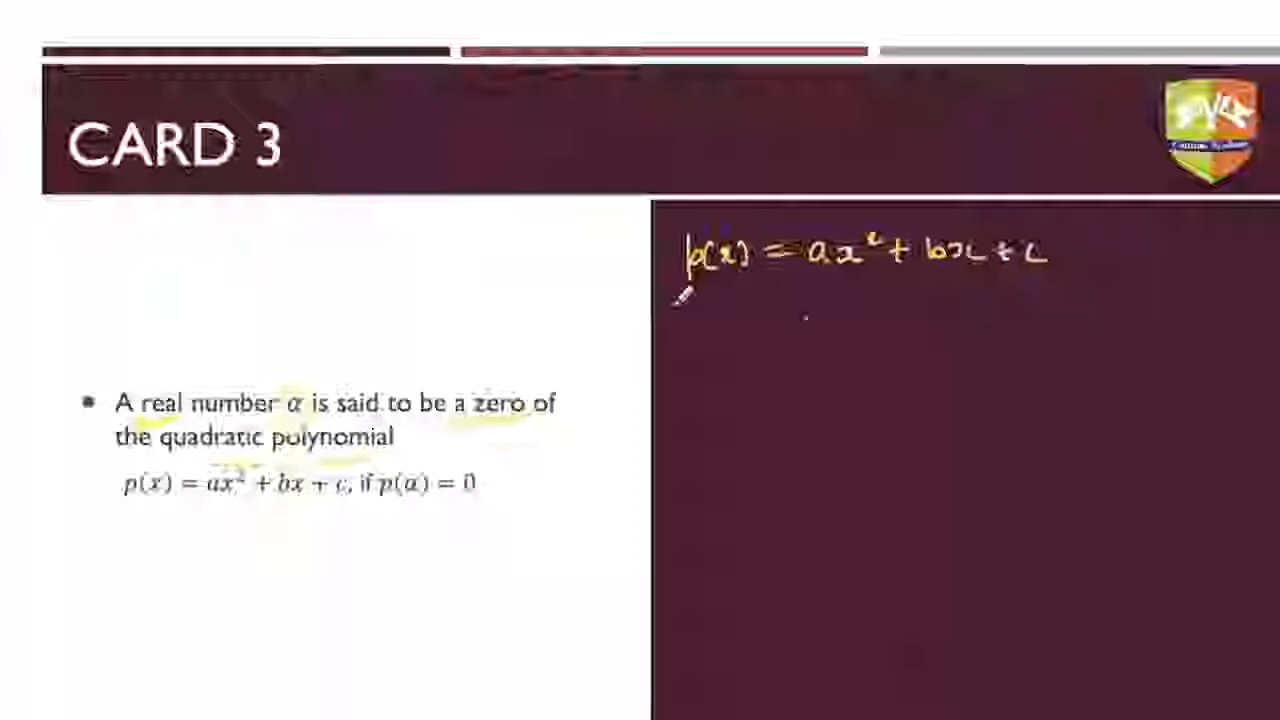 CARD 3
p(x) = ax² + bx + c
A real number α is said to be a zero of
the quadratic polynomial
p(x) = ax² + bx + c, if p(α) = 0